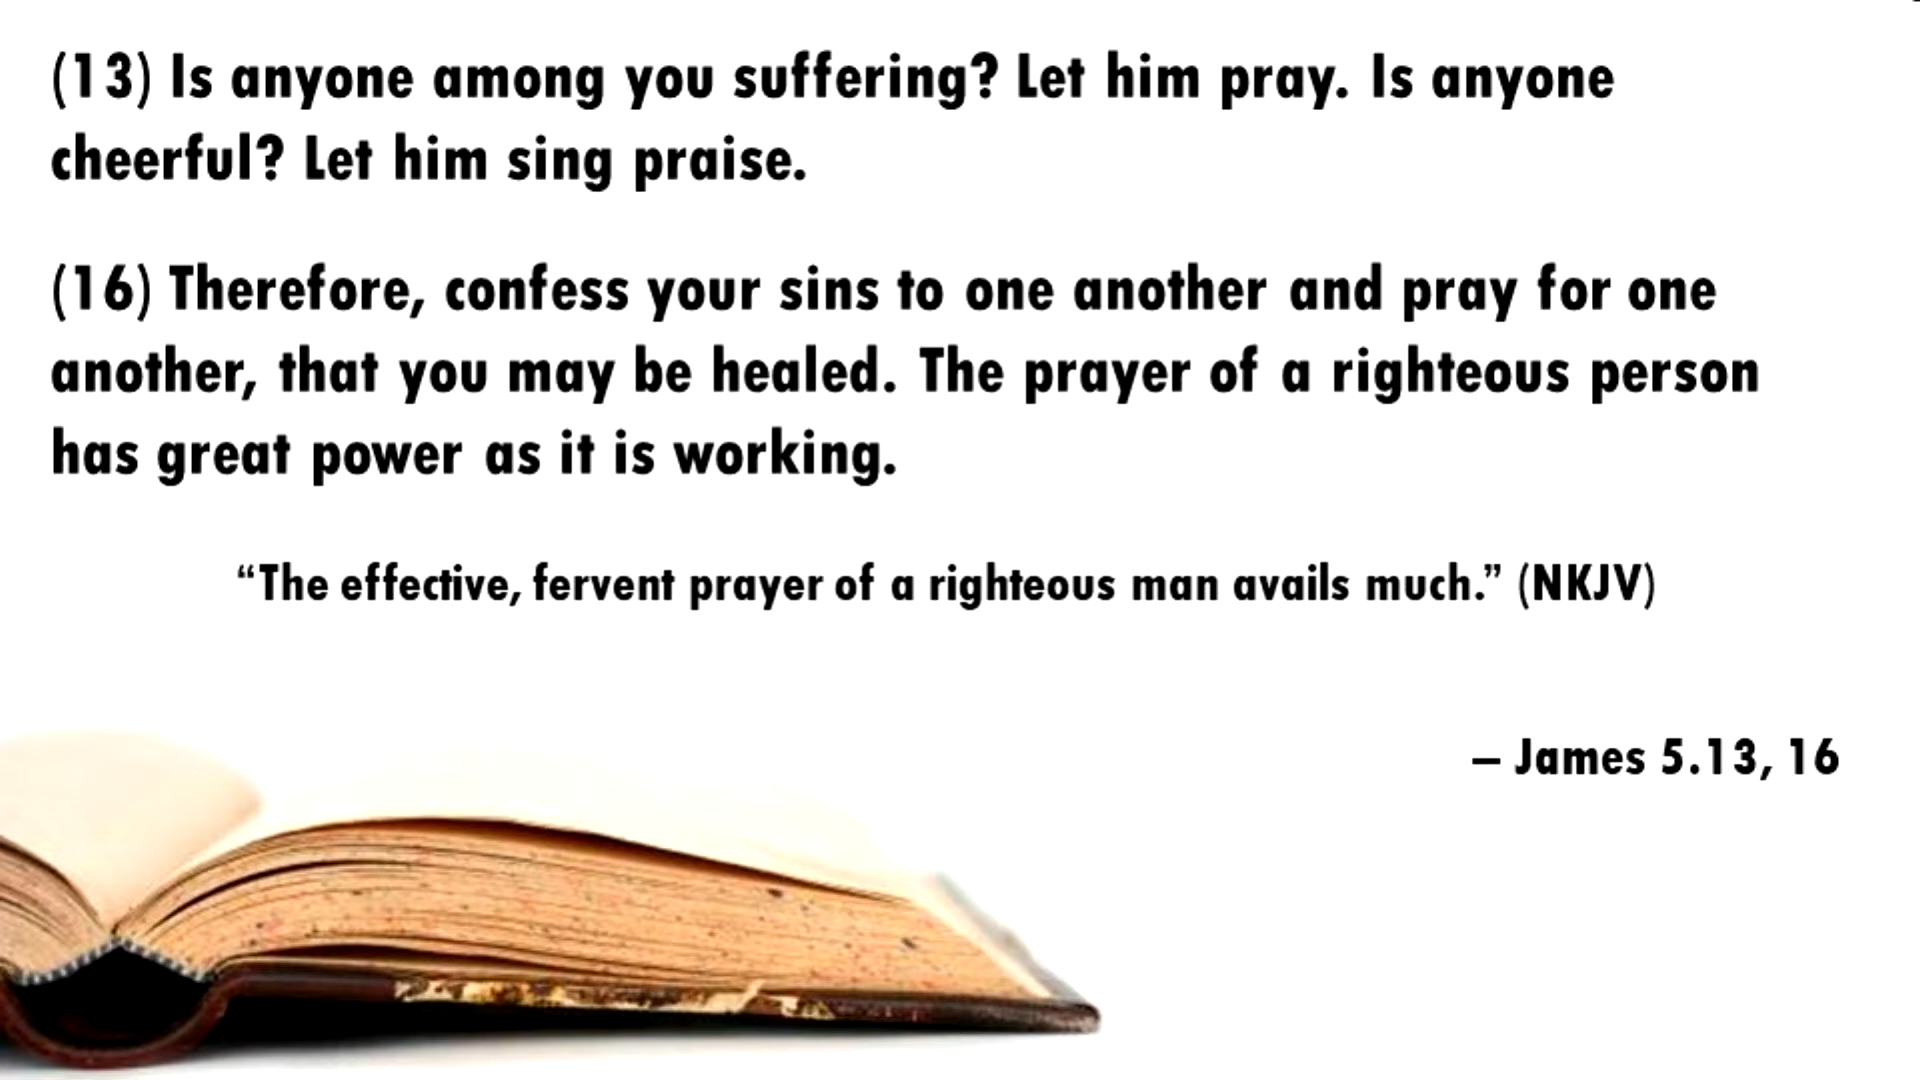 (13) Is anyone among you suffering? Let him pray. Is anyone
cheerful? Let him sing praise.
(16) Therefore, confess your sins to one another and pray for one
another, that you may be healed. The prayer of a righteous person
has great power as it is working.
“The effective, fervent prayer of a righteous man avails much.” (NKJV)
– James 5.13, 16